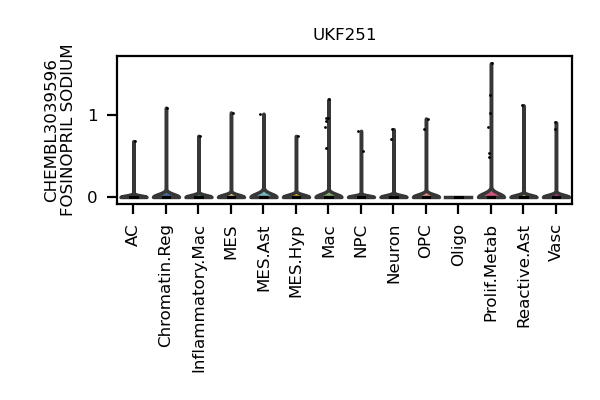 UKF251
CHEMBL3039596
FOSINOPRIL SODIUM
1
0
AC
Chromatin.Reg
Inflammatory.Mac
MES
MES.Ast
MES.Hyp
Mac
NPC
Neuron
OPC
Oligo
Prolif.Metab
Reactive.Ast
Vasc